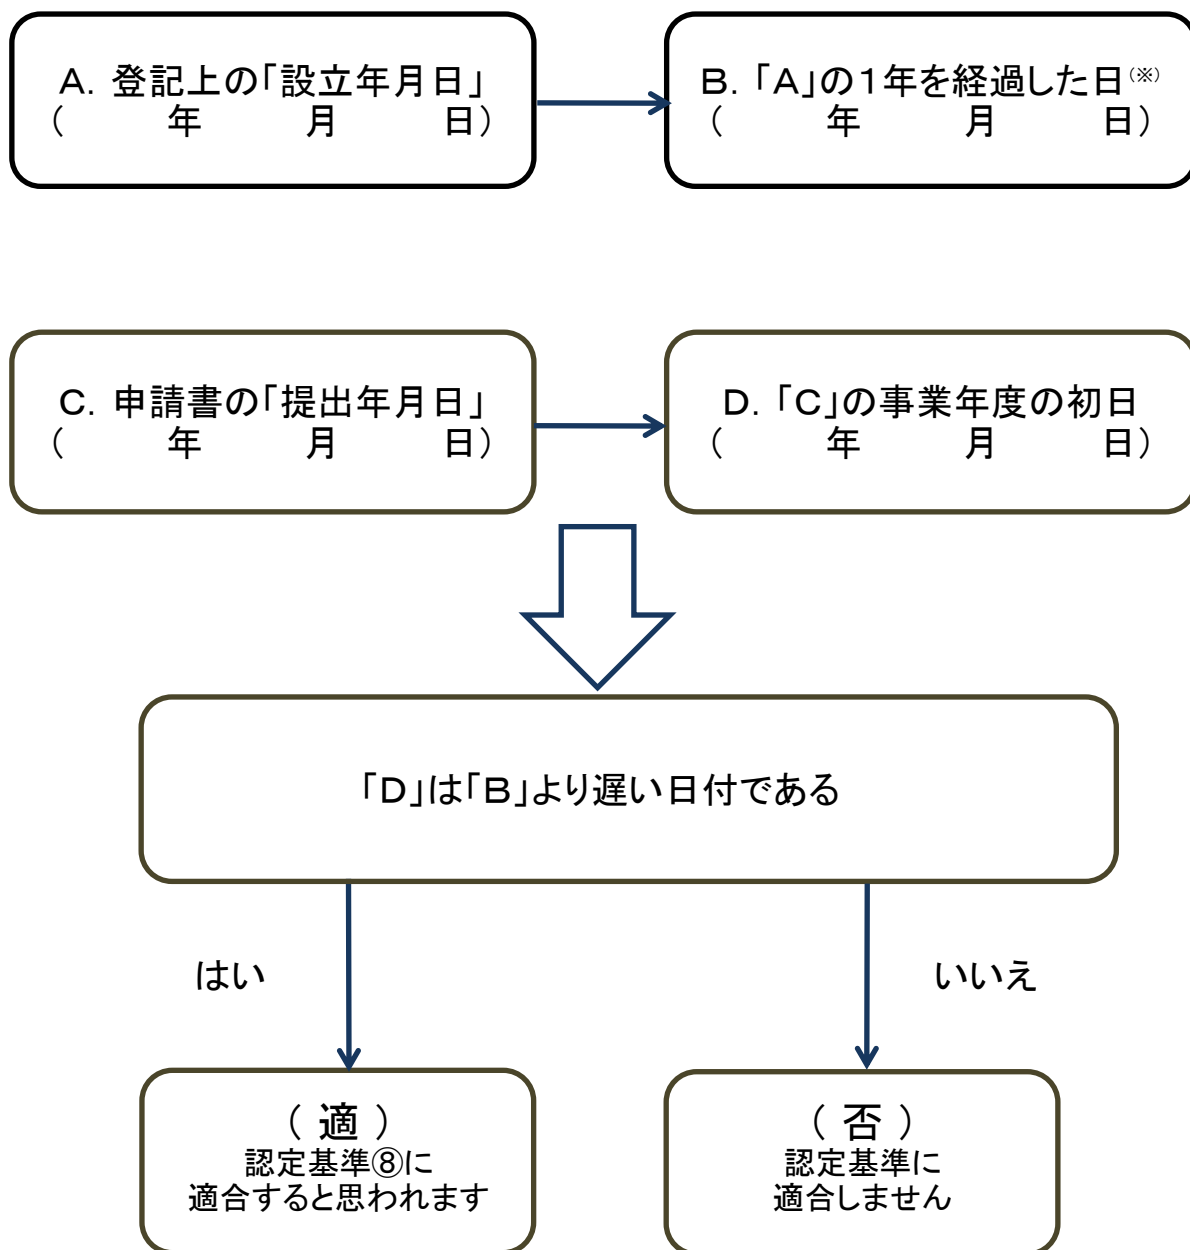 A. 登記上の「設立年月日」
（　　　年　　　月　　　日）
B. 「A」の１年を経過した日(※)
（　　　年　　　月　　　日）
C. 申請書の「提出年月日」
（　　　年　　　月　　　日）
D. 「C」の事業年度の初日
（　　　年　　　月　　　日）
「D」は「B」より遅い日付である
はい
いいえ
（ 適 ）
認定基準⑧に
適合すると思われます
（ 否 ）
認定基準に
適合しません